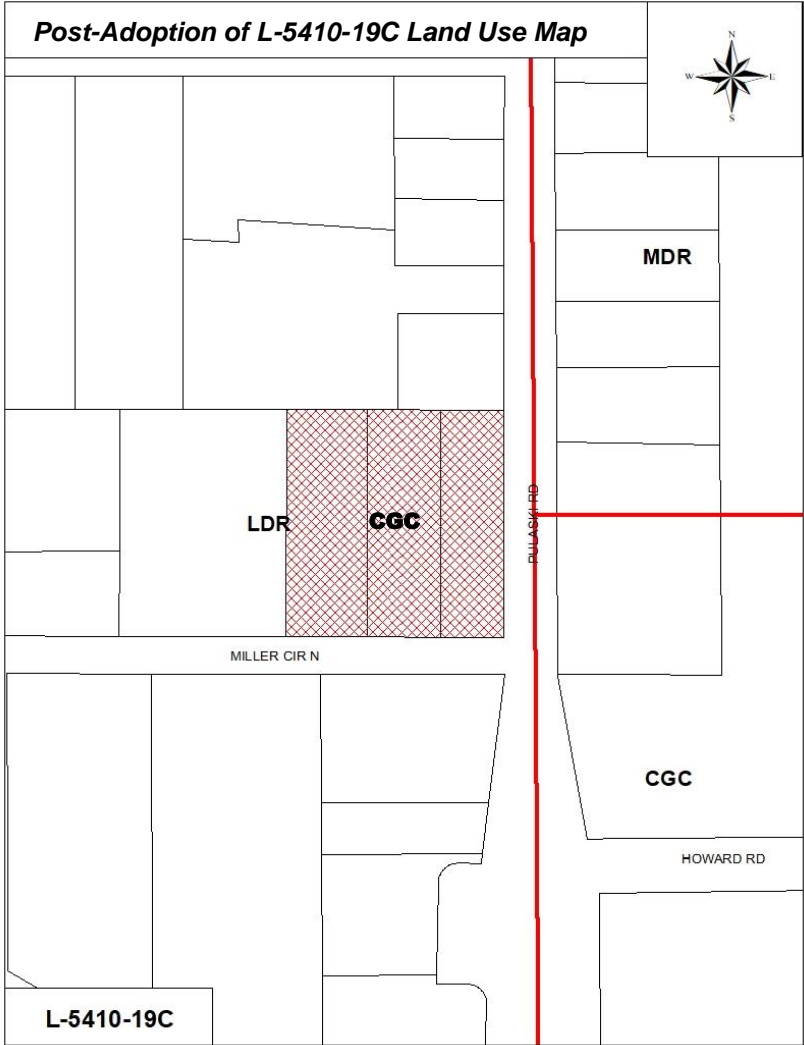 Post-Adoption of L-5410-19C Land Use Map
N
W
E
S
MDR
LDR
CGC
PULASKI RD
MILLER CIR N
CGC
HOWARD RD
L-5410-19C